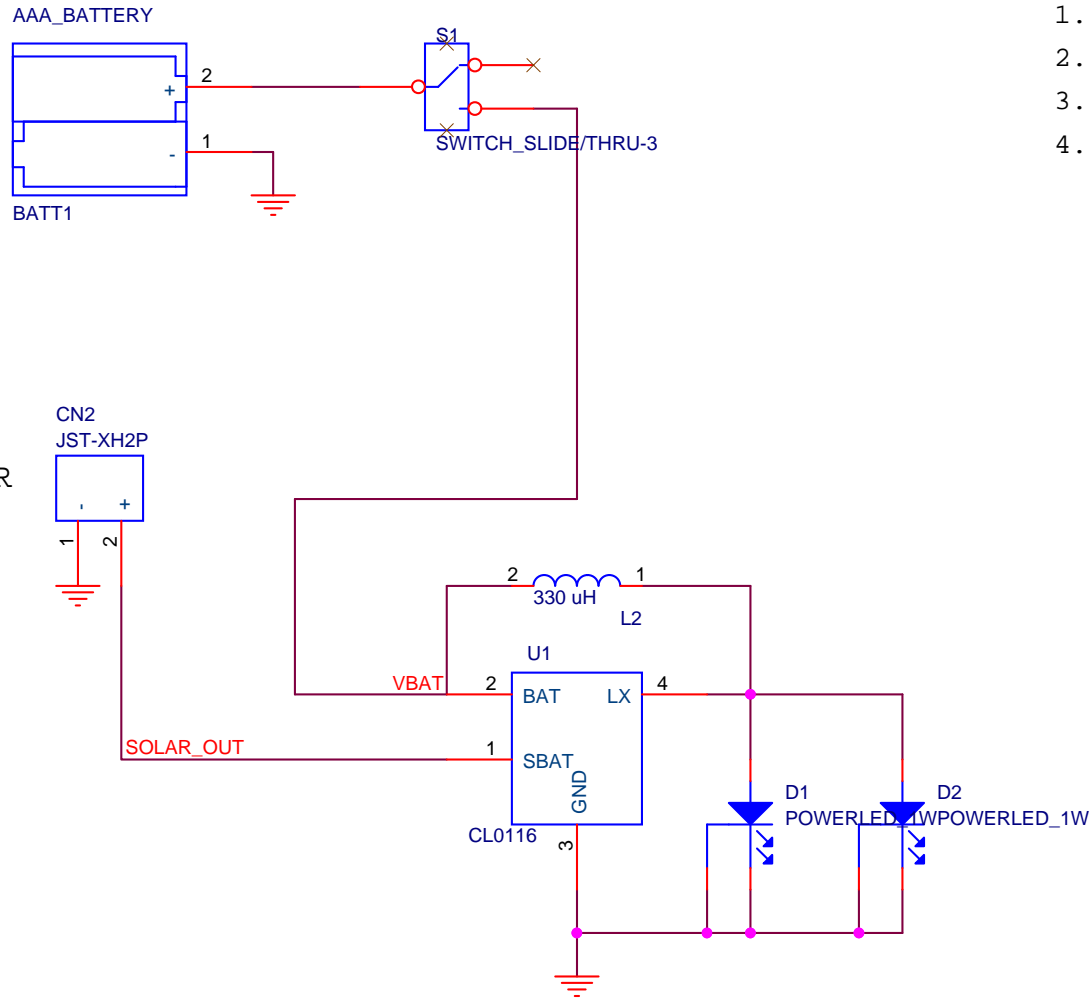 AAA_BATTERY
1.
S1
2.
2
+
3.
1
-
SWITCH_SLIDE/THRU-3
4.
BATT1
CN2
JST-XH2P
R
- +
1
2
2
1
330 uH
L2
U1
VBAT
2
BAT
LX
4
SOLAR_OUT
1
SBAT
GND
D1
D2
POWERLED_1W
POWERLED_1W
CL0116
3